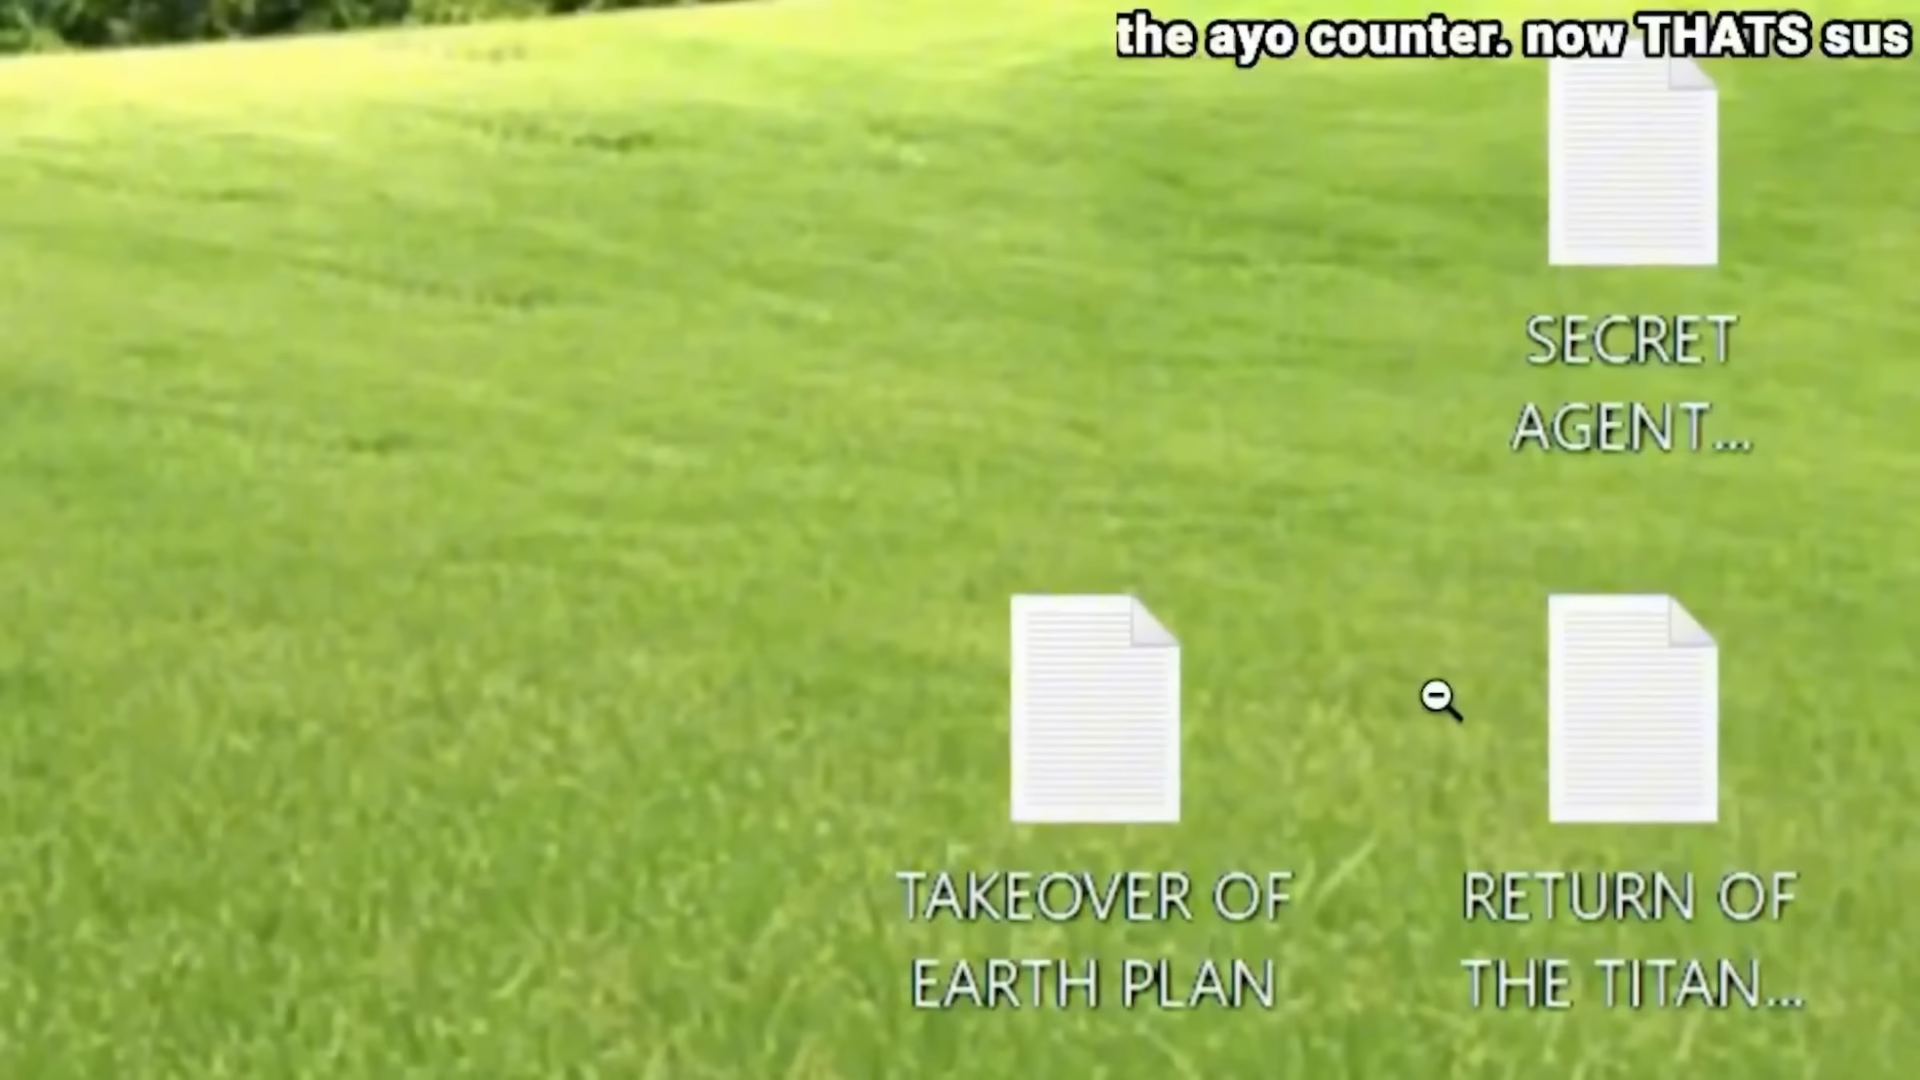 the ayo counter. now THATS sus
SECRET
AGENT...
TAKEOVER OF
EARTH PLAN
RETURN OF
THE TITAN...